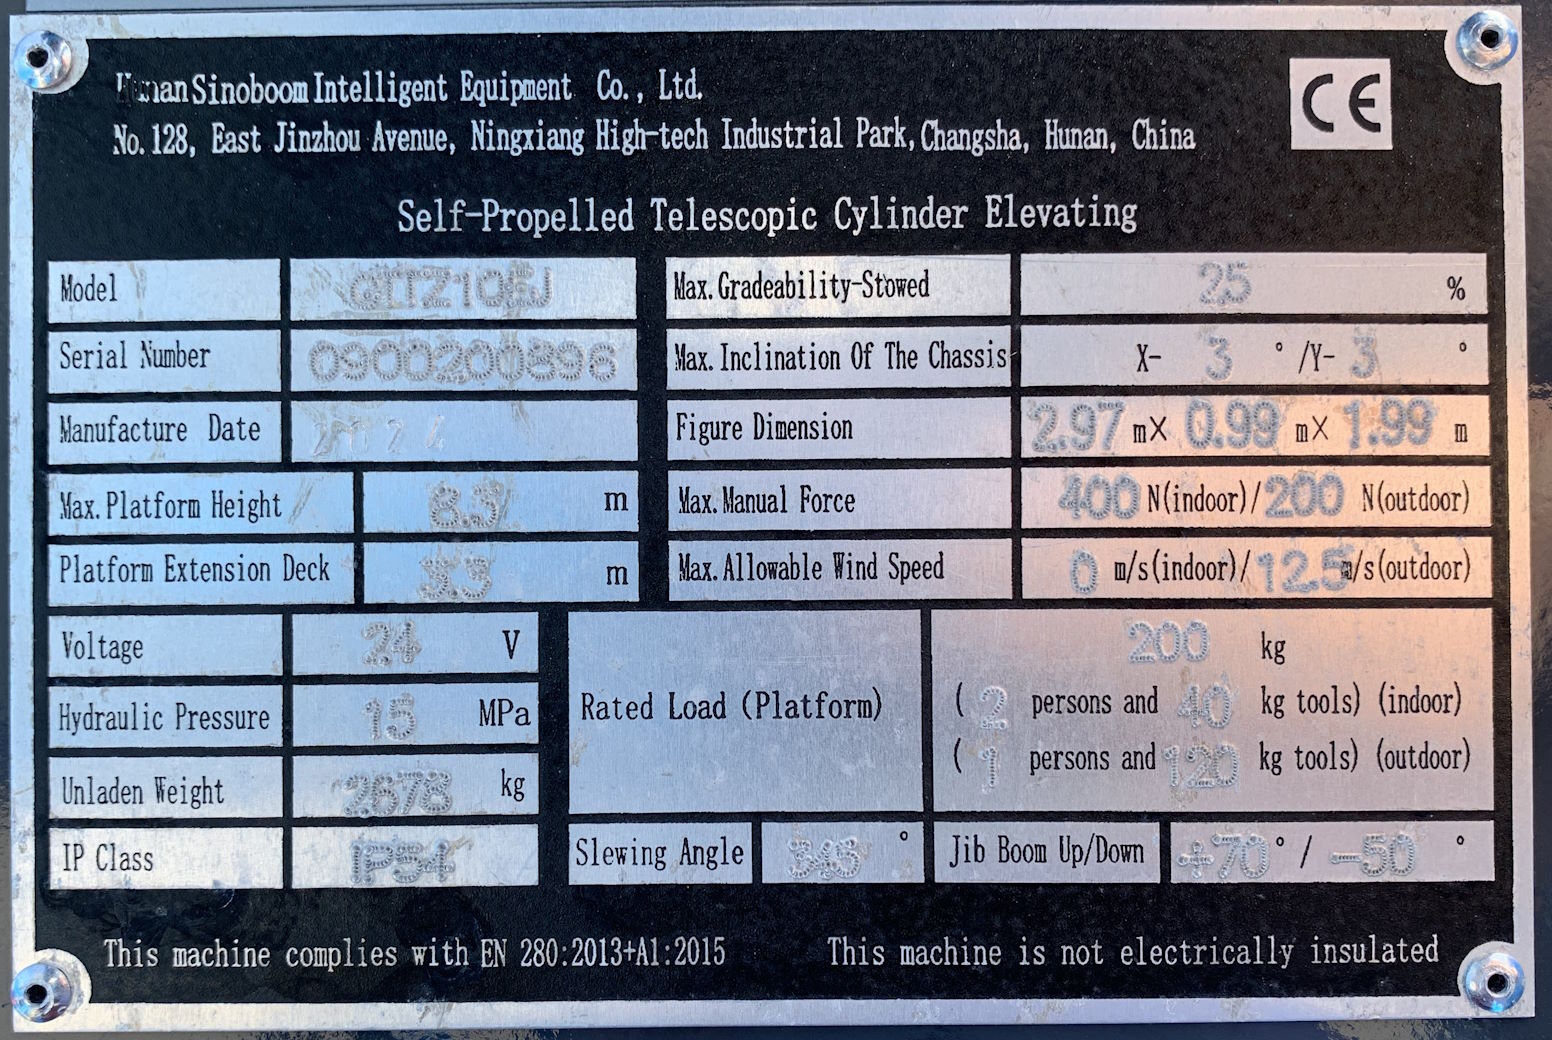 Hunan Sinoboom Intelligent Equipment Co., Ltd.
No. 128, East Jinzhou Avenue, Ningxiang High-tech Industrial Park, Changsha, Hunan, China
CE
Self-Propelled Telescopic Cylinder Elevating
Model GTTZ10EJ Max. Gradeability-Stowed 25 %
Serial Number 0900200896 Max. Inclination Of The Chassis X- 3 ° /Y- 3 °
Manufacture Date Figure Dimension 2.97 m× 0.99 m× 1.99 m
Max. Platform Height 8.3 m Max. Manual Force 400 N(indoor)/ 200 N(outdoor)
Platform Extension Deck m Max. Allowable Wind Speed 0 m/s(indoor)/ 12.5 m/s(outdoor)
Voltage 24 V
Hydraulic Pressure 15 MPa
Unladen Weight 2678 kg
IP Class IP54
Rated Load (Platform) 200 kg
( 2 persons and 40 kg tools) (indoor)
( 1 persons and 120 kg tools) (outdoor)
Slewing Angle 345 ° Jib Boom Up/Down +70 ° / -50 °
This machine complies with EN 280:2013+A1:2015 This machine is not electrically insulated